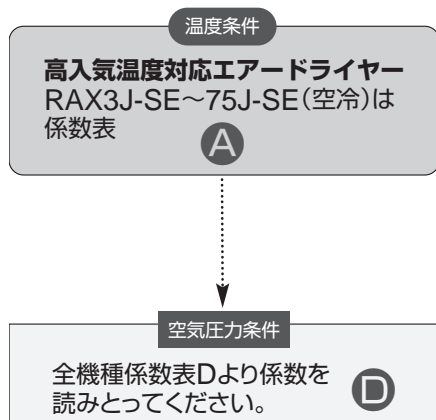 温度条件
高入気温度対応エアードライヤー
RAX3J-SE～75J-SE(空冷)は
係数表
A
空気圧力条件
全機種係数表Dより係数を
読みとってください。
D